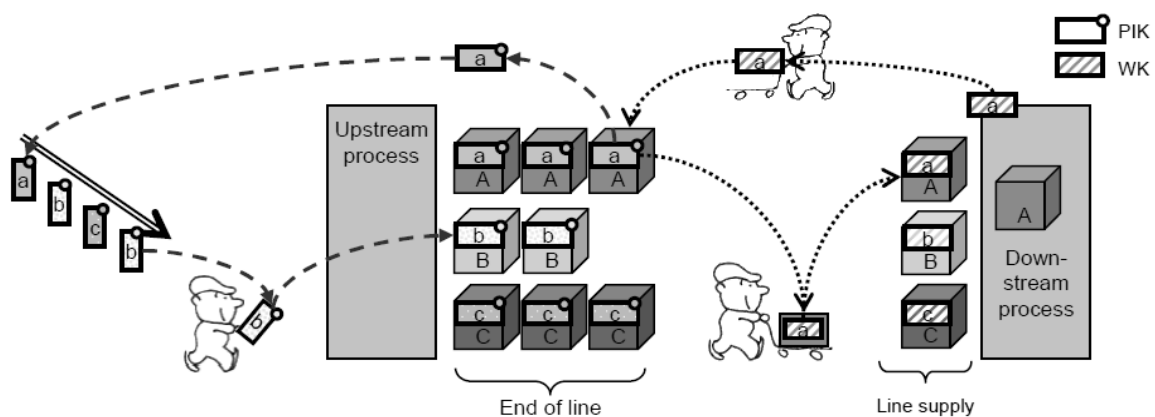 PIK
WK
a
a
a
Upstream
process
a a a
A A A
a
A
A
a
b
c
b
b b
B B
b
B
Down-
stream
process
b
c c c
C C C
a
c
C
End of line
Line supply